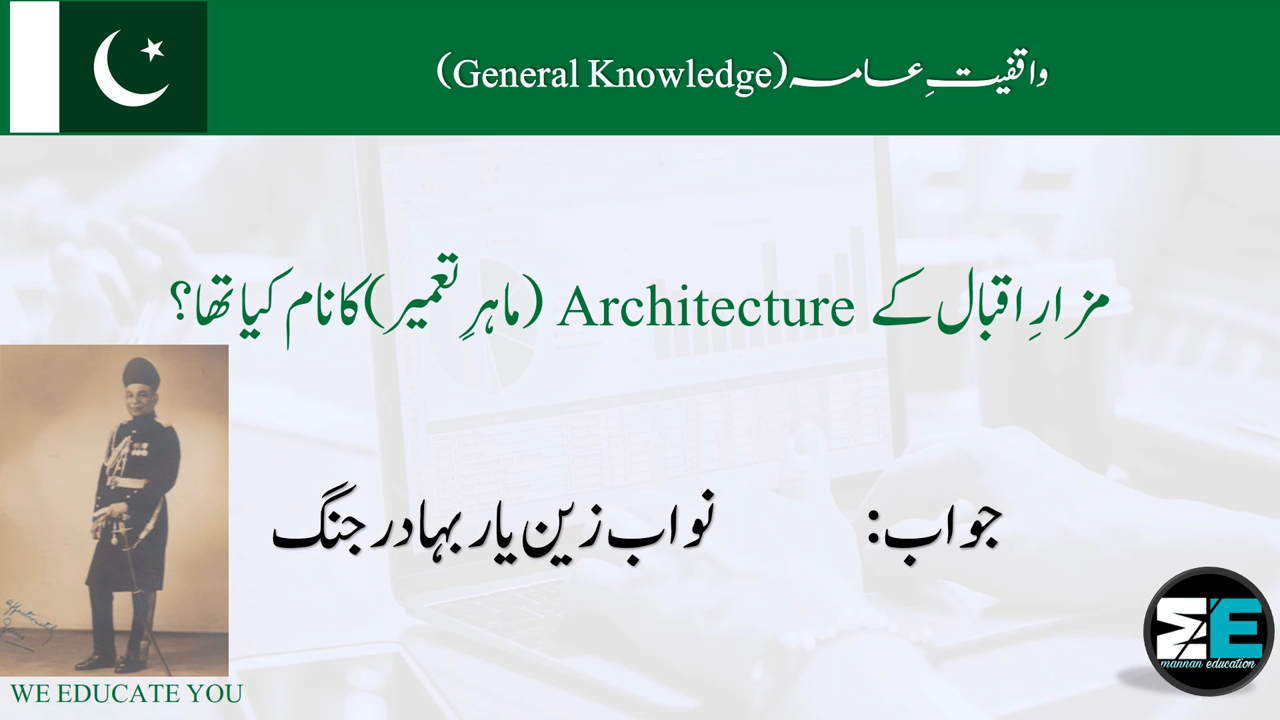 واقفیتِ عامہ (General Knowledge)
مزارِ اقبال کے Architecture (ماہرِ تعمیر) کا نام کیا تھا؟
جواب: نواب زین یار بہادر جنگ
WE EDUCATE YOU
mannan education